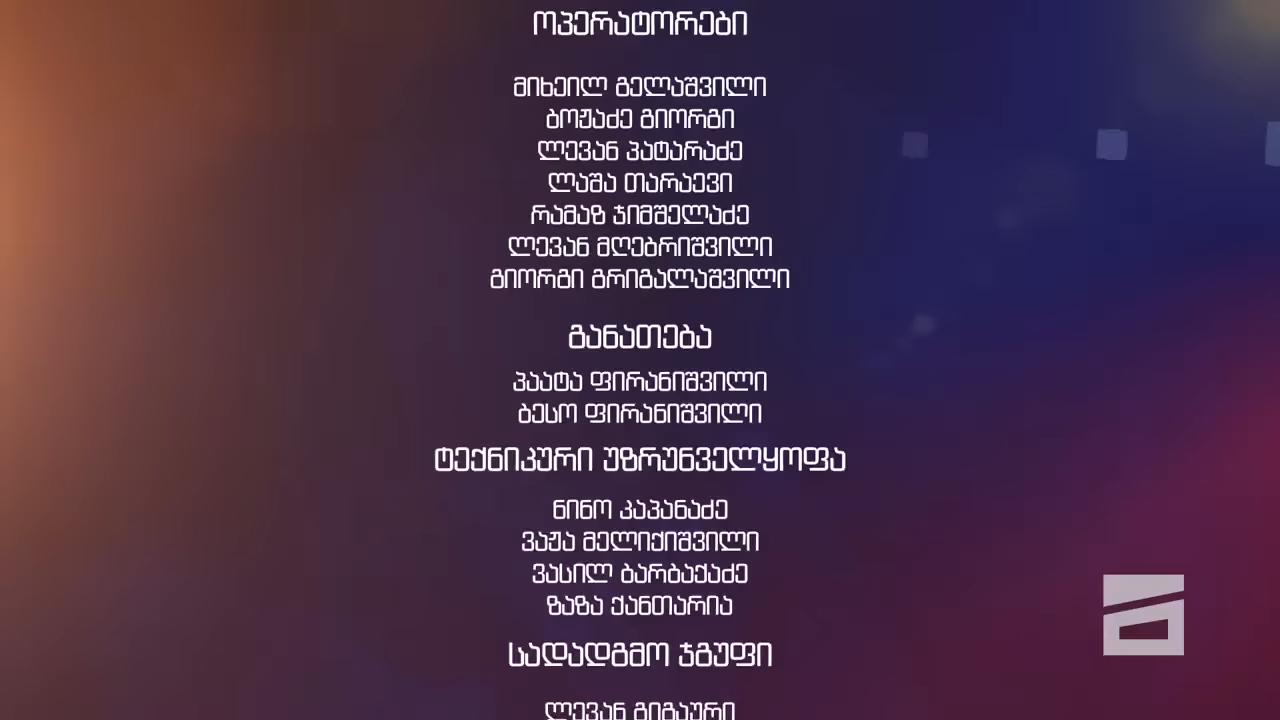 ოპერატორები
მიხეილ გელაშვილი
ბოჟაძე გიორგი
ლევან პატარაძე
ლაშა თარაევი
რამაზ ჯიმშელაძე
ლევან მღებრიშვილი
გიორგი გრიგალაშვილი
განათება
პაატა ფირანიშვილი
ბესო ფირანიშვილი
ტექნიკური უზრუნველყოფა
ნინო კაპანაძე
ვაჟა მელიქიშვილი
ვასილ ბარბაქაძე
ზაზა ქანთარია
სადადგმო ჯგუფი
ლევან გიგაური